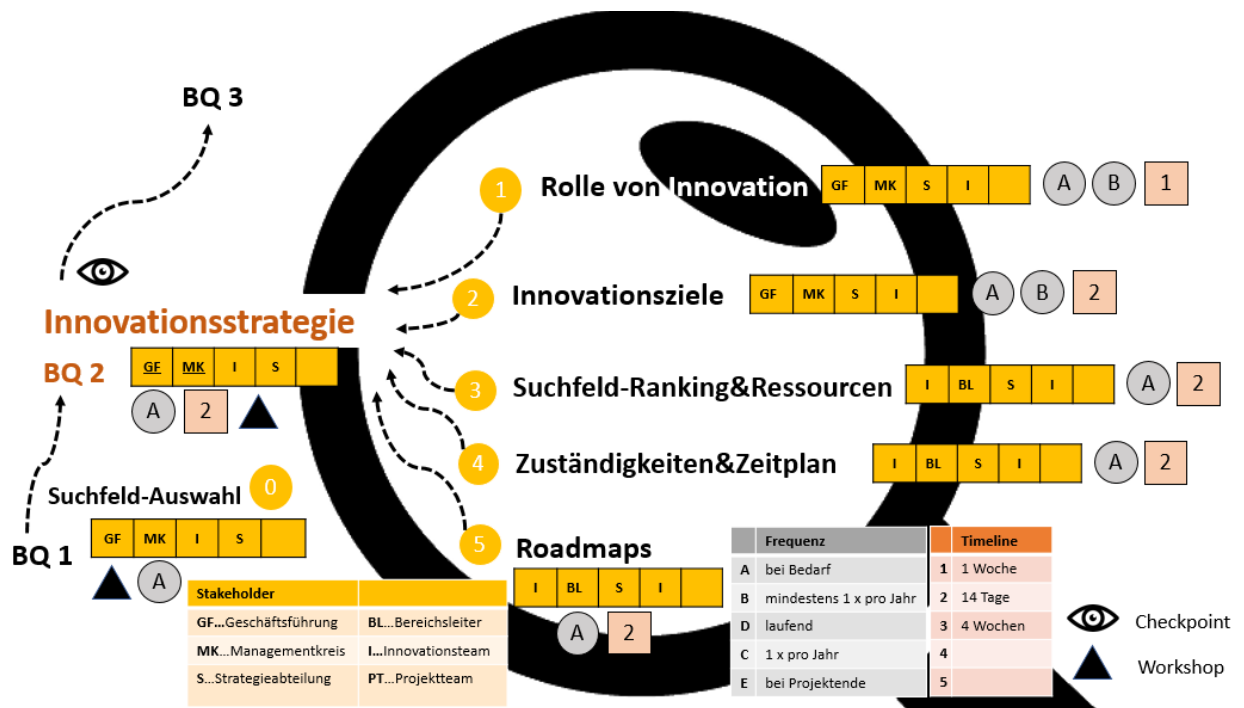 BQ 3
1 Rolle von Innovation GF MK S I A B 1
2 Innovationsziele GF MK S I A B 2
Innovationsstrategie
BQ 2 GF MK I S
A 2
3 Suchfeld-Ranking&Ressourcen I BL S I A 2
4 Zuständigkeiten&Zeitplan I BL S I A 2
Suchfeld-Auswahl 0
BQ 1 GF MK I S
A
5 Roadmaps
I BL S I
A 2
Stakeholder
GF...Geschäftsführung BL...Bereichsleiter
MK...Managementkreis I...Innovationsteam
S...Strategieabteilung PT...Projektteam
Frequenz
A bei Bedarf
B mindestens 1 x pro Jahr
D laufend
C 1 x pro Jahr
E bei Projektende
Timeline
1 1 Woche
2 14 Tage
3 4 Wochen
4
5
Checkpoint
Workshop